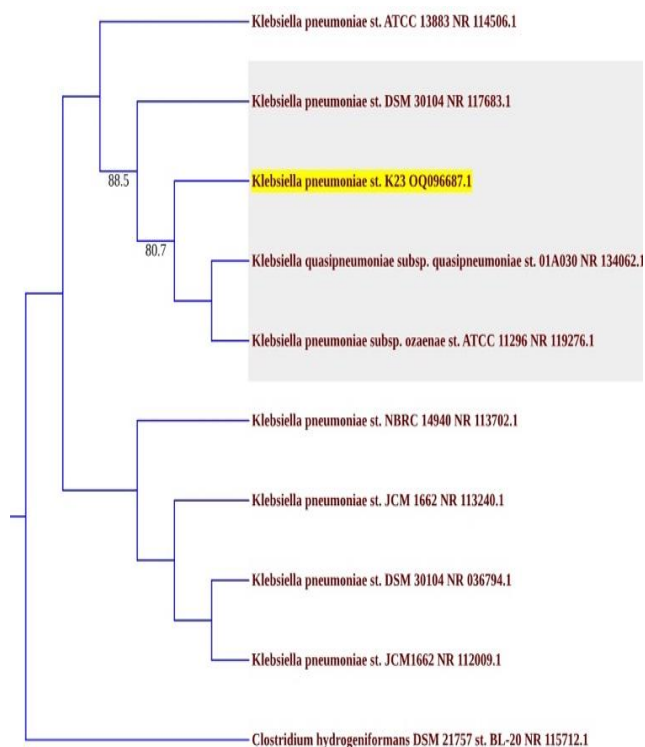 Klebsiella pneumoniae st. ATCC 13883 NR 114506.1
Klebsiella pneumoniae st. DSM 30104 NR 117683.1
88.5
Klebsiella pneumoniae st. K23 OQ096687.1
80.7
Klebsiella quasipneumoniae subsp. quasipneumoniae st. 01A030 NR 134062.1
Klebsiella pneumoniae subsp. ozaenae st. ATCC 11296 NR 119276.1
Klebsiella pneumoniae st. NBRC 14940 NR 113702.1
Klebsiella pneumoniae st. JCM 1662 NR 113240.1
Klebsiella pneumoniae st. DSM 30104 NR 036794.1
Klebsiella pneumoniae st. JCM1662 NR 112009.1
Clostridium hydrogeniformans DSM 21757 st. BL-20 NR 115712.1